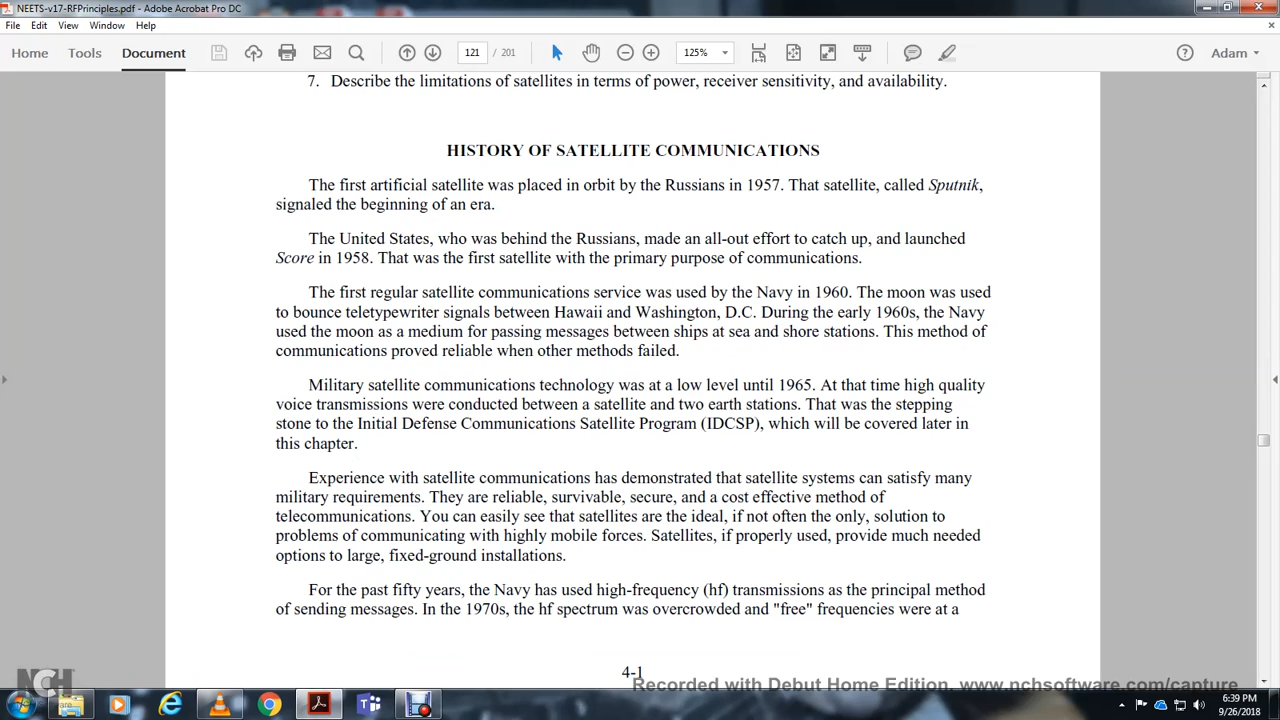 NEETS-v17-RFPrinciples.pdf - Adobe Acrobat Pro DC
File Edit View Window Help
Home Tools Document 121 / 201 125% Adam
7. Describe the limitations of satellites in terms of power, receiver sensitivity, and availability.
HISTORY OF SATELLITE COMMUNICATIONS
The first artificial satellite was placed in orbit by the Russians in 1957. That satellite, called Sputnik,
signaled the beginning of an era.
The United States, who was behind the Russians, made an all-out effort to catch up, and launched
Score in 1958. That was the first satellite with the primary purpose of communications.
The first regular satellite communications service was used by the Navy in 1960. The moon was used
to bounce teletypewriter signals between Hawaii and Washington, D.C. During the early 1960s, the Navy
used the moon as a medium for passing messages between ships at sea and shore stations. This method of
communications proved reliable when other methods failed.
Military satellite communications technology was at a low level until 1965. At that time high quality
voice transmissions were conducted between a satellite and two earth stations. That was the stepping
stone to the Initial Defense Communications Satellite Program (IDCSP), which will be covered later in
this chapter.
Experience with satellite communications has demonstrated that satellite systems can satisfy many
military requirements. They are reliable, survivable, secure, and a cost effective method of
telecommunications. You can easily see that satellites are the ideal, if not often the only, solution to
problems of communicating with highly mobile forces. Satellites, if properly used, provide much needed
options to large, fixed-ground installations.
For the past fifty years, the Navy has used high-frequency (hf) transmissions as the principal method
of sending messages. In the 1970s, the hf spectrum was overcrowded and "free" frequencies were at a
4-1
NCH
Recorded with Debut Home Edition. www.nchsoftware.com/capture
6:39 PM
9/26/2018